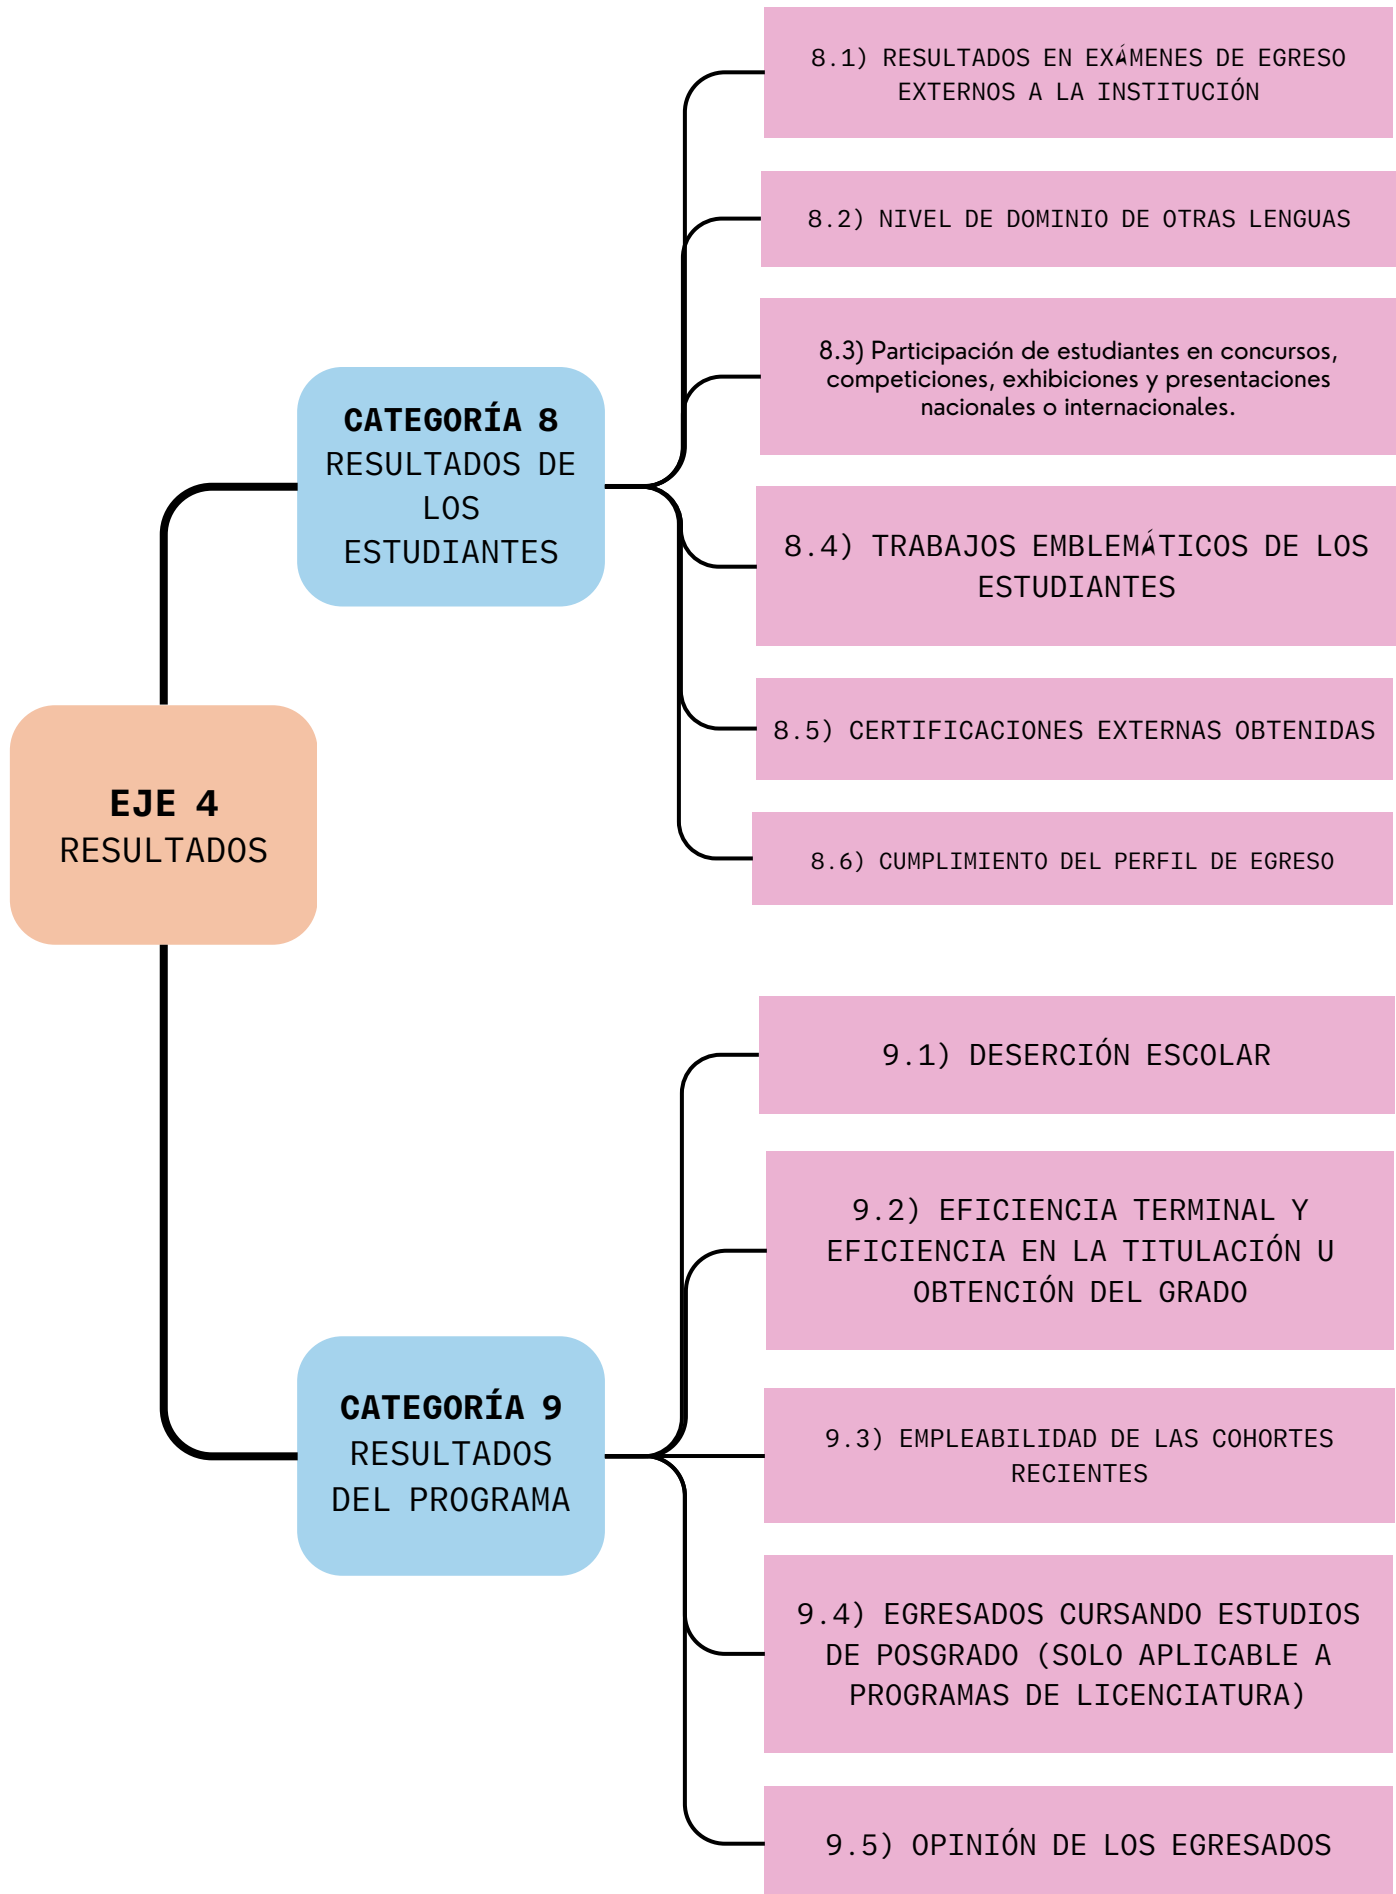 8.1) RESULTADOS EN EXÁMENES DE EGRESO
EXTERNOS A LA INSTITUCIÓN
8.2) NIVEL DE DOMINIO DE OTRAS LENGUAS
8.3) Participación de estudiantes en concursos,
competiciones, exhibiciones y presentaciones
nacionales o internacionales.
CATEGORÍA 8
RESULTADOS DE
LOS
ESTUDIANTES
8.4) TRABAJOS EMBLEMÁTICOS DE LOS
ESTUDIANTES
8.5) CERTIFICACIONES EXTERNAS OBTENIDAS
8.6) CUMPLIMIENTO DEL PERFIL DE EGRESO
EJE 4
RESULTADOS
9.1) DESERCIÓN ESCOLAR
9.2) EFICIENCIA TERMINAL Y
EFICIENCIA EN LA TITULACIÓN U
OBTENCIÓN DEL GRADO
CATEGORÍA 9
RESULTADOS
DEL PROGRAMA
9.3) EMPLEABILIDAD DE LAS COHORTES
RECIENTES
9.4) EGRESADOS CURSANDO ESTUDIOS
DE POSGRADO (SOLO APLICABLE A
PROGRAMAS DE LICENCIATURA)
9.5) OPINIÓN DE LOS EGRESADOS